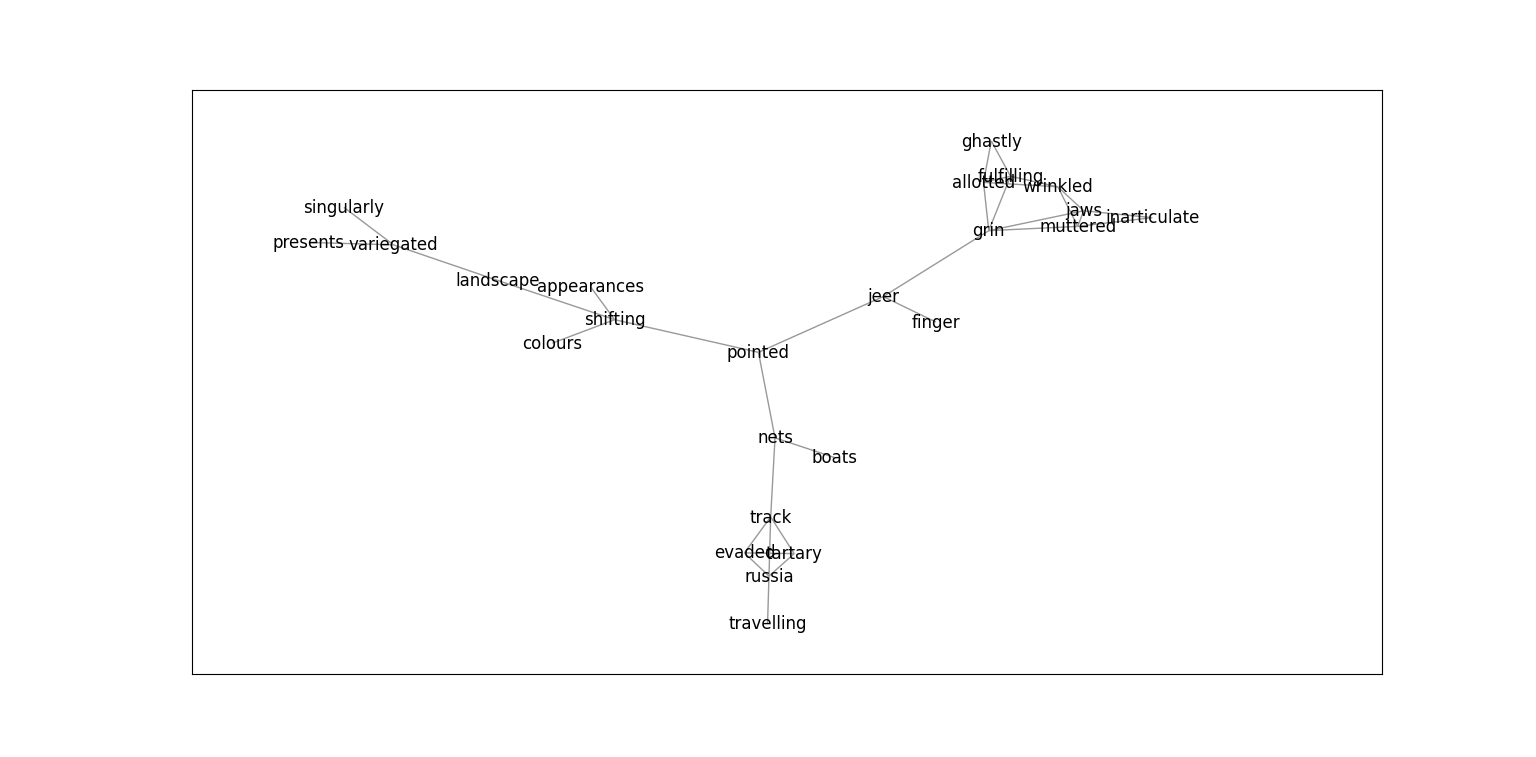 ghastly
fulfilling
allotted
wrinkled
singularly
jaws
inarticulate
muttered
grin
presents
variegated
landscape
appearances
jeer
shifting
finger
colours
pointed
nets
boats
track
evaded
tartary
russia
travelling